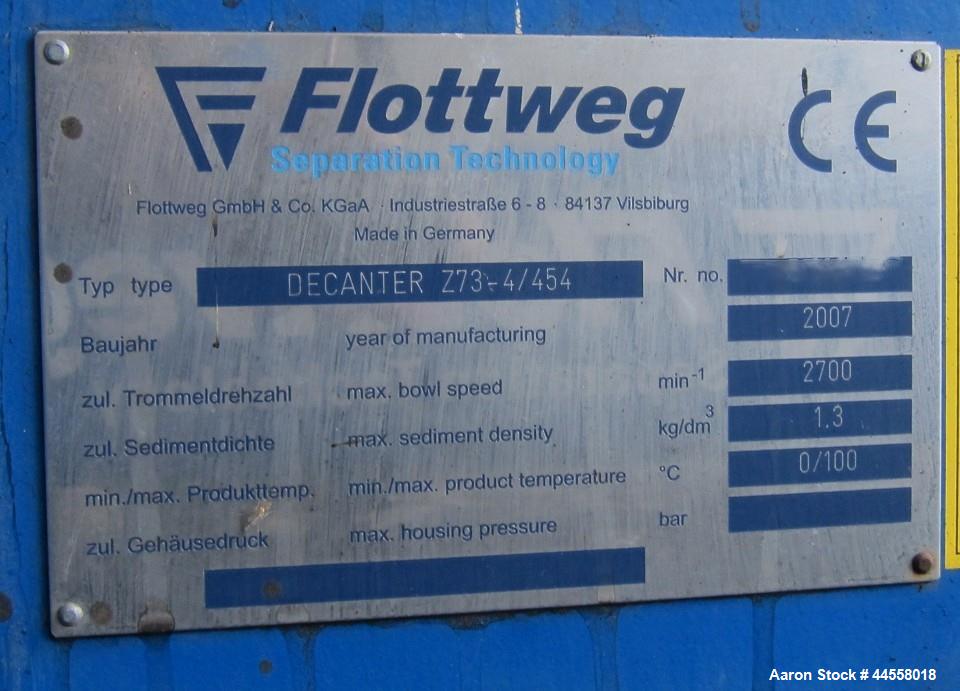 Flottweg
Separation Technology
CE
Flottweg GmbH & Co. KGaA · Industriestraße 6 - 8 · 84137 Vilsbiburg
Made in Germany
Typ type DECANTER Z73-4/454 Nr. no.
Baujahr year of manufacturing 2007
zul. Trommeldrehzahl max. bowl speed min-1 2700
zul. Sedimentdichte max. sediment density kg/dm3 1.3
min./max. Produkttemp. min./max. product temperature °C 0/100
zul. Gehäusedruck max. housing pressure bar
Aaron Stock # 44558018